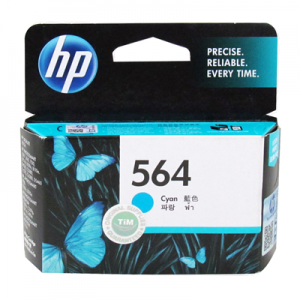 hp
PRECISE.
RELIABLE.
EVERY TIME.
564
Cyan 藍色
파랑 ฟ้า
TiM